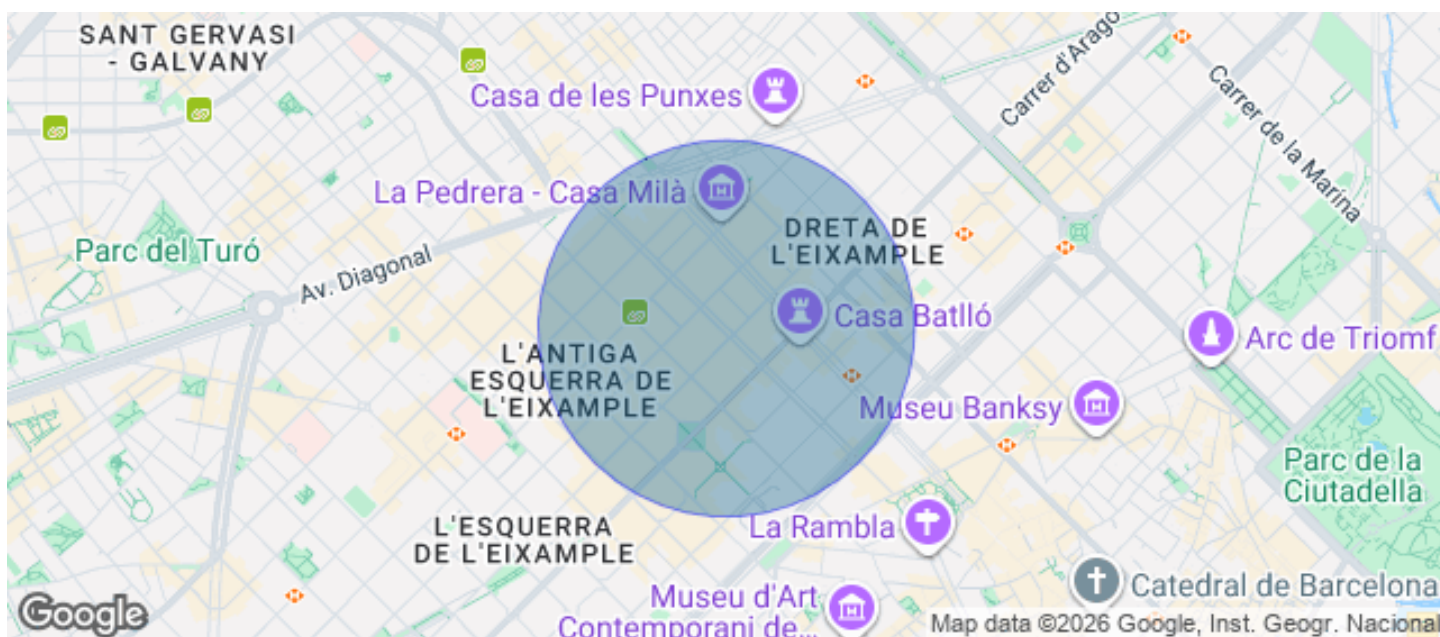 SANT GERVASI
- GALVANY
Casa de les Punxes
Carrer d'Arago
Carrer de la Marina
La Pedrera - Casa Milà
DRETA DE
L'EIXAMPLE
Parc del Turó
Av. Diagonal
Casa Batlló
Arc de Triomf
L'ANTIGA
ESQUERRA DE
L'EIXAMPLE
Museu Banksy
Parc de la
Ciutadella
L'ESQUERRA
DE L'EIXAMPLE
La Rambla
Catedral de Barcelona
Museu d'Art
Contemporani de...
Google
Map data ©2026 Google, Inst. Geogr. Nacional